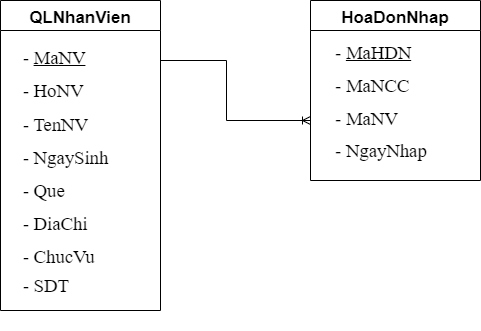 QLNhanVien
- MaNV
- HoNV
- TenNV
- NgaySinh
- Que
- DiaChi
- ChucVu
- SDT
HoaDonNhap
- MaHDN
- MaNCC
- MaNV
- NgayNhap